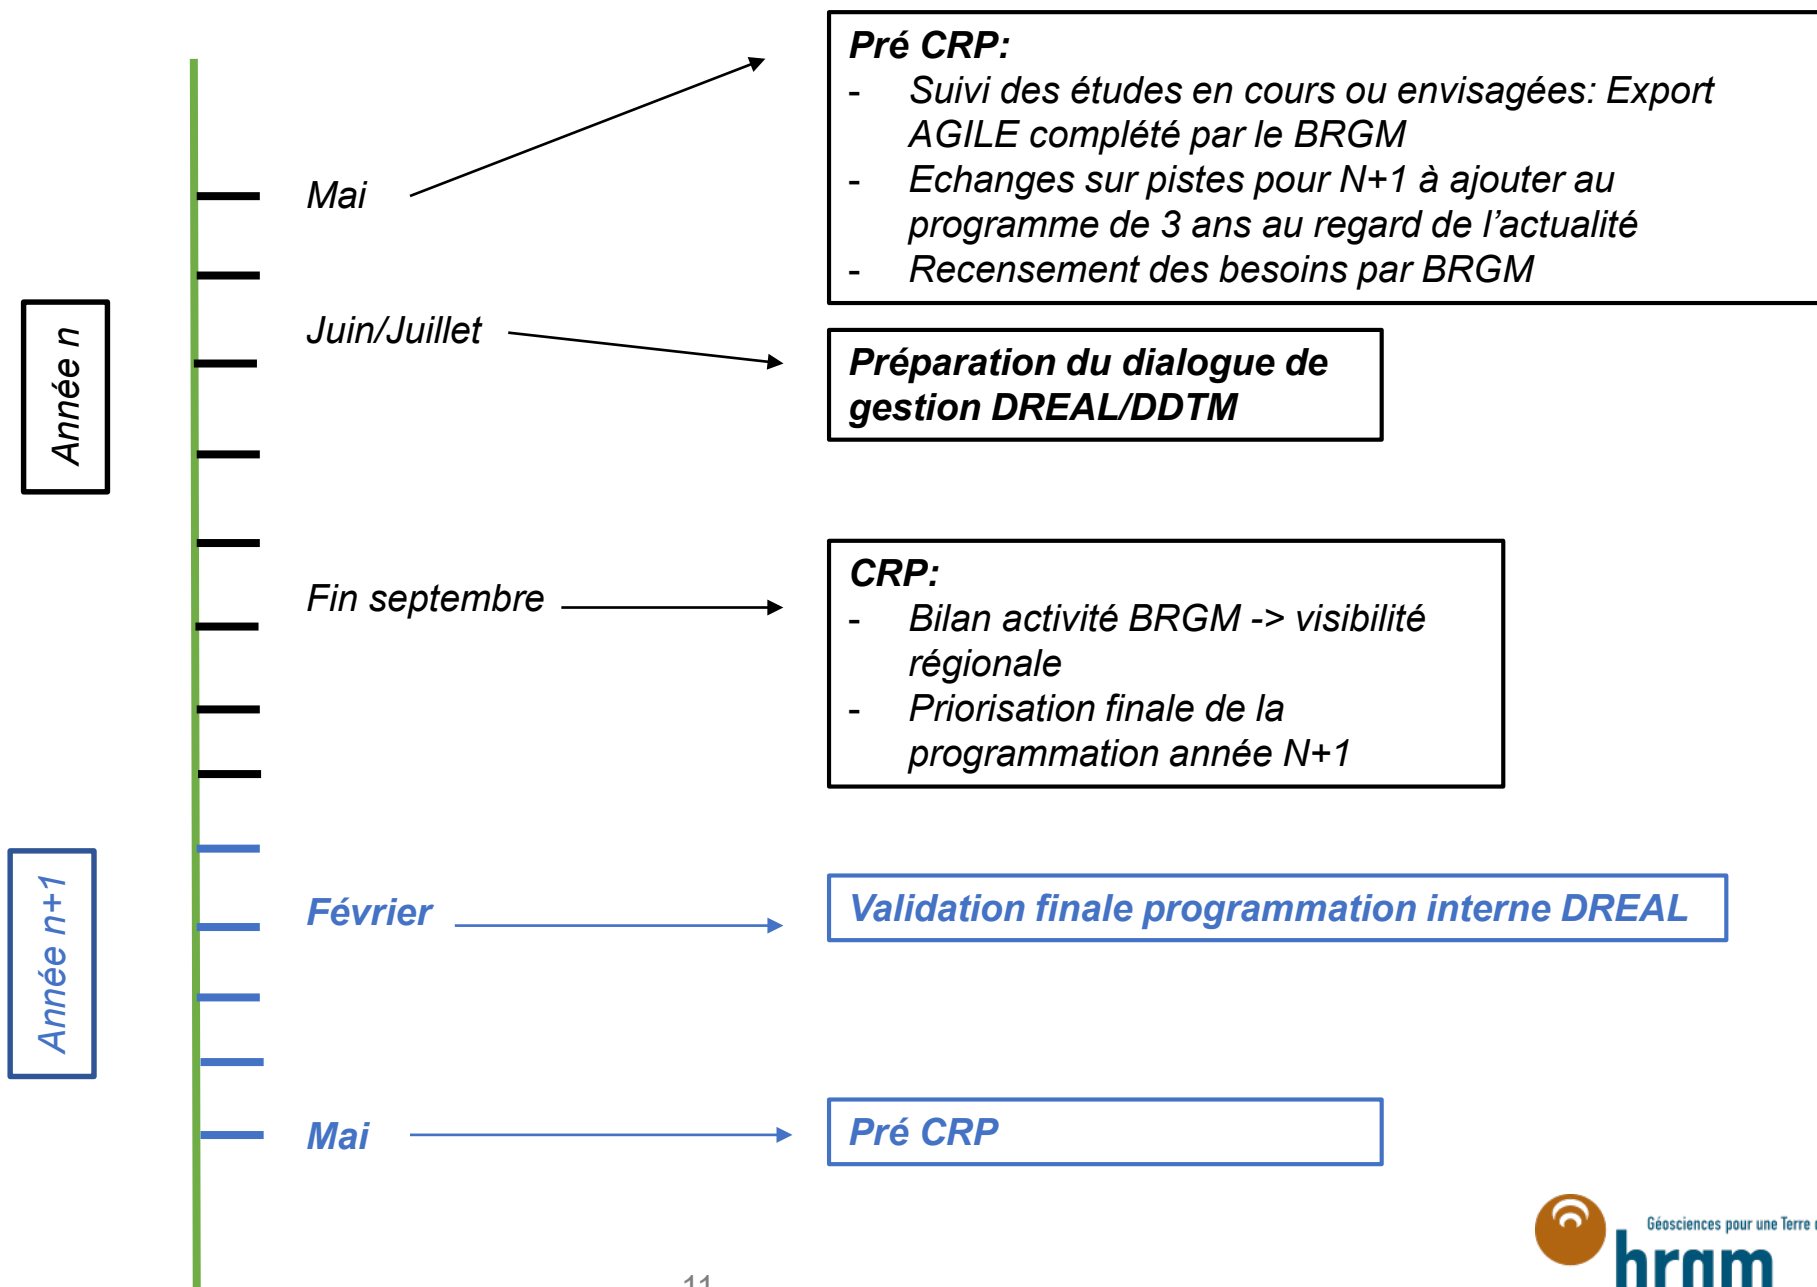 Pré CRP:
- Suivi des études en cours ou envisagées: Export
AGILE complété par le BRGM
- Echanges sur pistes pour N+1 à ajouter au
programme de 3 ans au regard de l’actualité
- Recensement des besoins par BRGM
Mai
Année n
Juin/Juillet
Préparation du dialogue de
gestion DREAL/DDTM
Fin septembre
CRP:
- Bilan activité BRGM -> visibilité
régionale
- Priorisation finale de la
programmation année N+1
Année n+1
Février
Validation finale programmation interne DREAL
Mai
Pré CRP
Géosciences pour une Terre
brgm
11